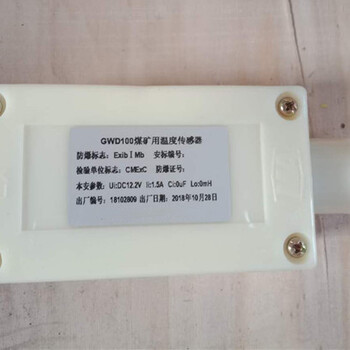 GWD100煤矿用温度传感器
防爆标志：ExibⅠMb 安标编号：
检验单位标志：CMExC 防爆证号：
本安参数：Ui:DC12.2V Ii:1.5A Ci:0uF Lo:0mH
出厂编号：18102809 出厂日期：2018年10月28日